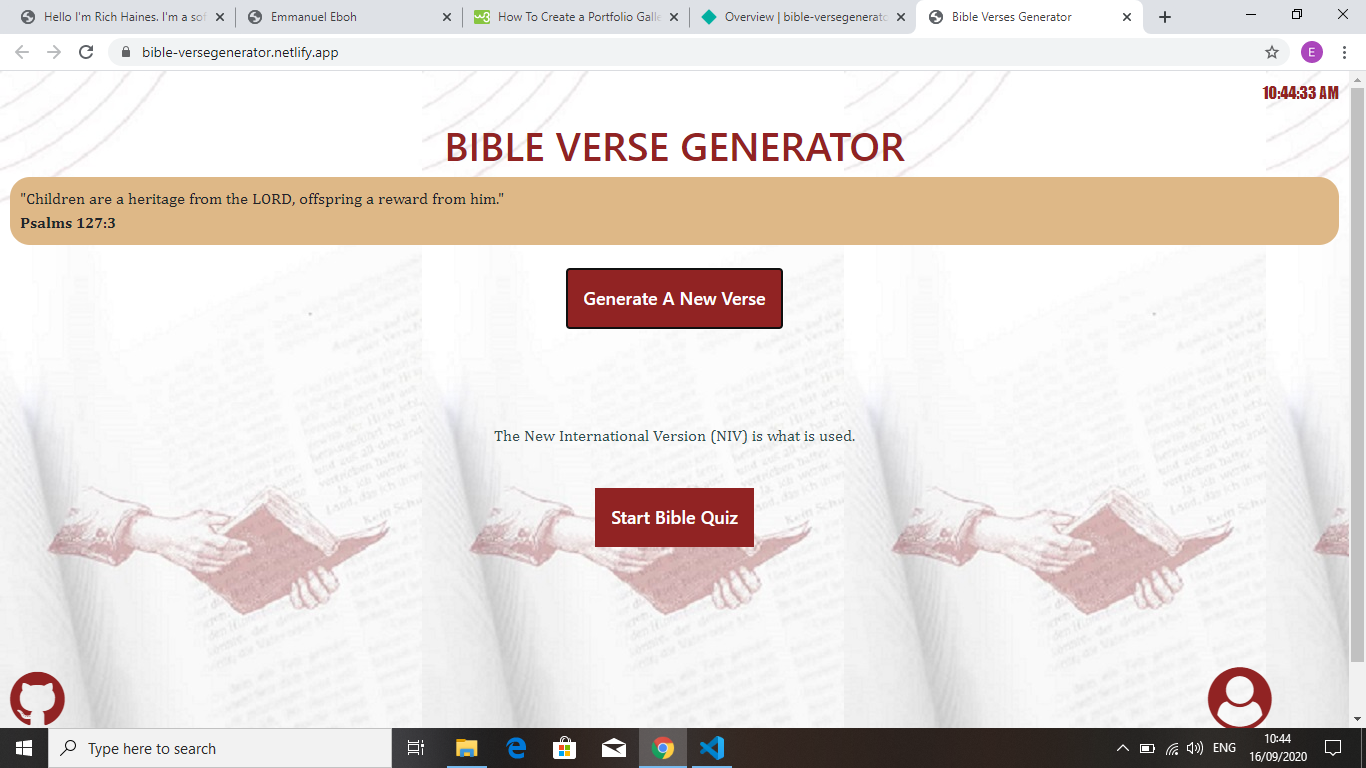 Hello I'm Rich Haines. I'm a sof
Emmanuel Eboh
How To Create a Portfolio Galle
Overview | bible-versegenerato
Bible Verses Generator
bible-versegenerator.netlify.app
E
10:44:33 AM
BIBLE VERSE GENERATOR
"Children are a heritage from the LORD, offspring a reward from him."
Psalms 127:3
Generate A New Verse
The New International Version (NIV) is what is used.
Start Bible Quiz
Type here to search
ENG
10:44
16/09/2020